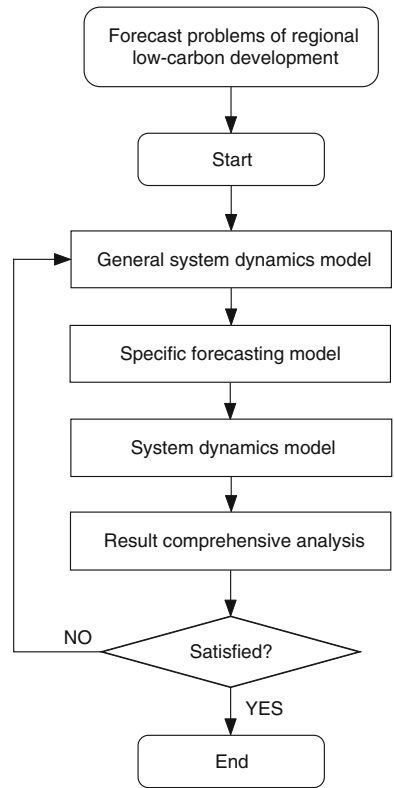 Forecast problems of regional
low-carbon development
Start
General system dynamics model
Specific forecasting model
System dynamics model
Result comprehensive analysis
NO
Satisfied?
YES
End